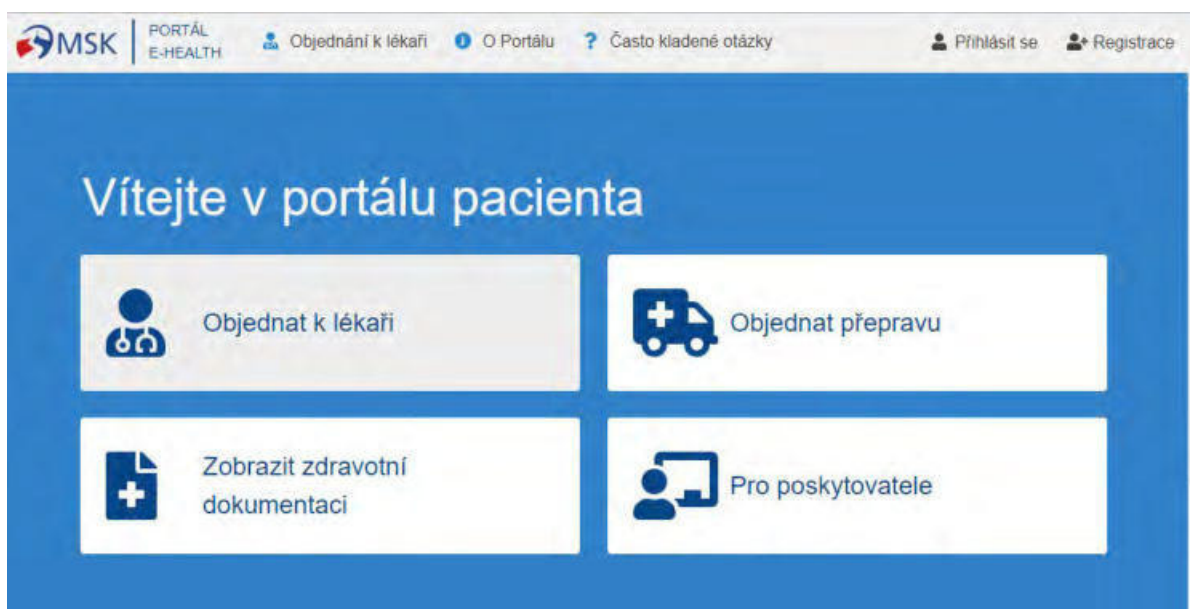 MSK
PORTÁL
E-HEALTH
Objednání k lékaři
O Portálu
? Často kladené otázky
Přihlásit se
Registrace
Vítejte v portálu pacienta
Objednat k lékaři
Objednat přepravu
Zobrazit zdravotní
dokumentaci
Pro poskytovatele